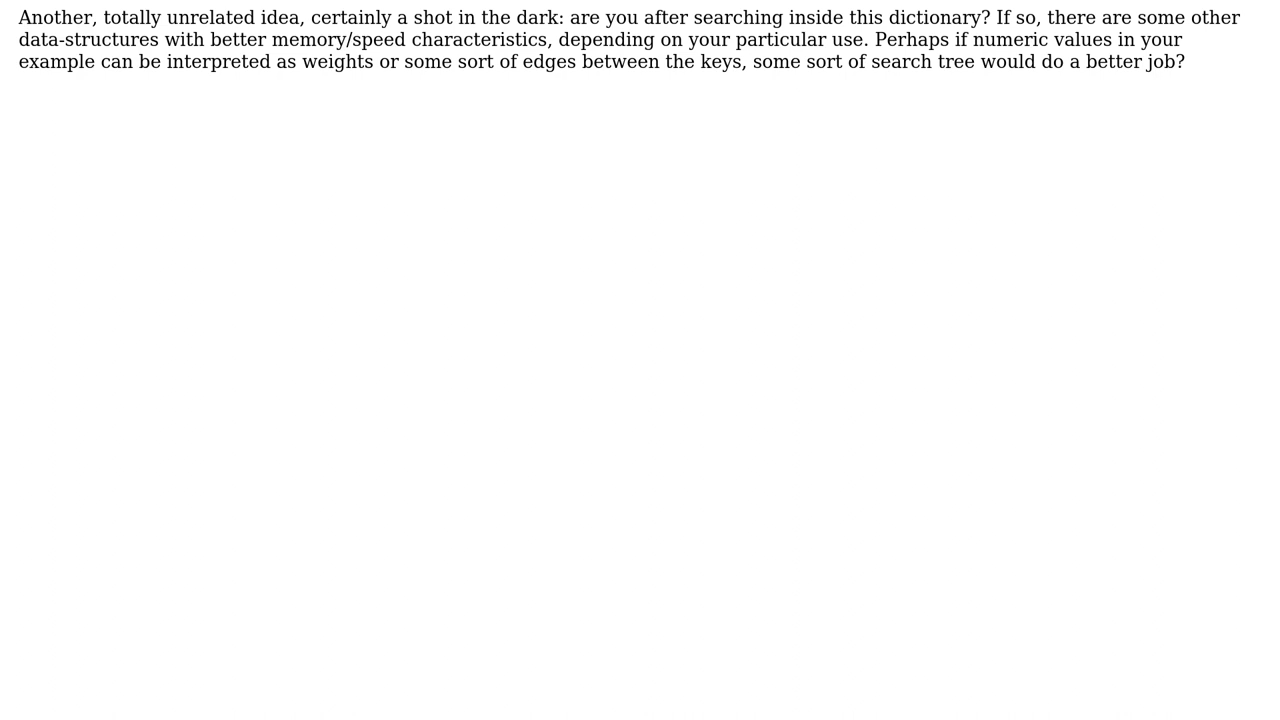 Another, totally unrelated idea, certainly a shot in the dark: are you after searching inside this dictionary? If so, there are some other
data-structures with better memory/speed characteristics, depending on your particular use. Perhaps if numeric values in your
example can be interpreted as weights or some sort of edges between the keys, some sort of search tree would do a better job?